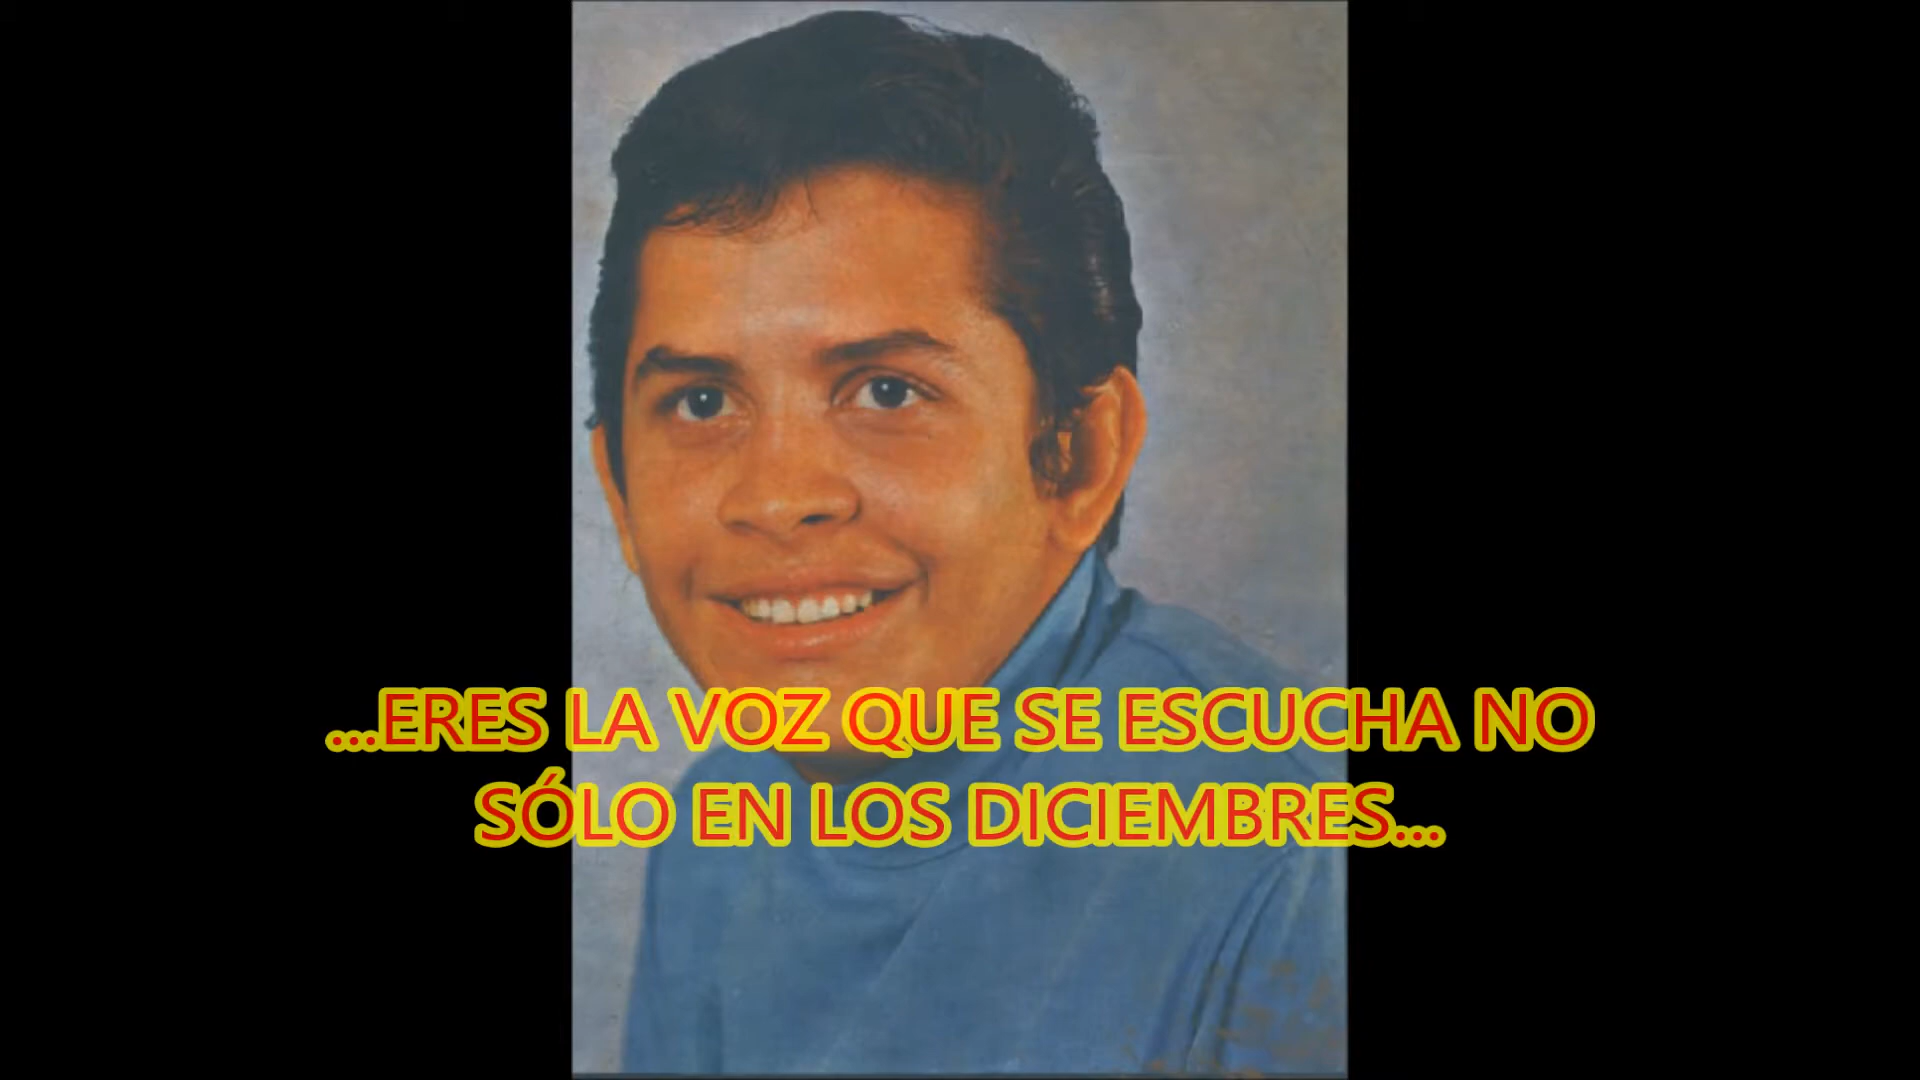 ...ERES LA VOZ QUE SE ESCUCHA NO
SÓLO EN LOS DICIEMBRES...